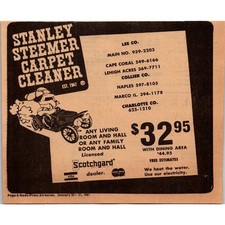 STANLEY
STEEMER
CARPET
CLEANER
EST. 1947
LEE CO.
MAIN NO. 939-2203
CAPE CORAL 549-6166
LEHIGH ACRES 369-7711
COLLIER CO.
NAPLES 597-8105
MARCO IL. 394-1178
CHARLOTTE CO.
625-1210
ANY LIVING
ROOM AND HALL
OR ANY FAMILY
ROOM AND HALL
$32.95
WITH DINING AREA
$44.95
FREE ESTIMATES
Licensed
Scotchgard
dealer.
We heat the water.
Use our electricity.